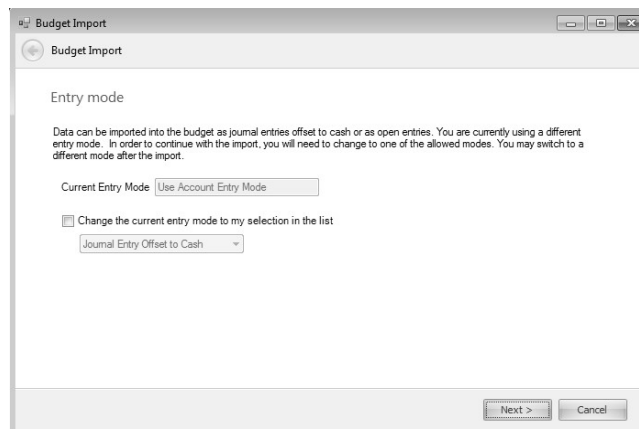 Budget Import
Budget Import
Entry mode
Data can be imported into the budget as journal entries offset to cash or as open entries. You are currently using a different
entry mode. In order to continue with the import, you will need to change to one of the allowed modes. You may switch to a
different mode after the import.
Current Entry Mode Use Account Entry Mode
Change the current entry mode to my selection in the list
Journal Entry Offset to Cash
Next > Cancel